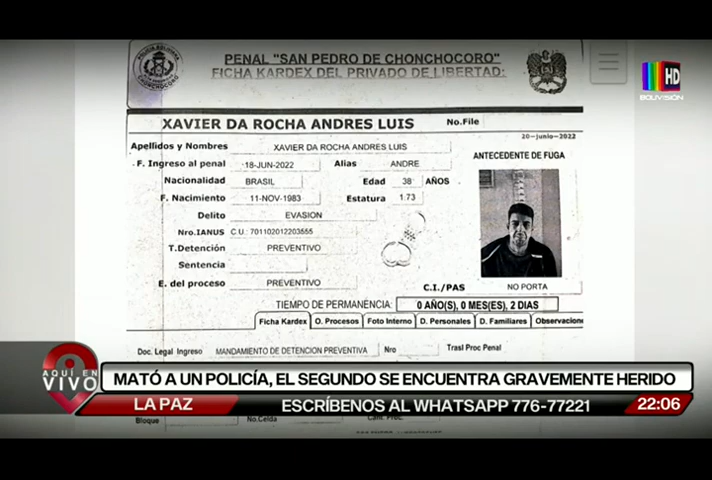 POLICIA BOLIVIANA
CHONCHOCORO
PENAL "SAN PEDRO DE CHONCHOCORO"
FICHA KARDEX DEL PRIVADO DE LIBERTAD:
HD
BOLIVISIÓN
XAVIER DA ROCHA ANDRES LUIS No.File
20-junio-2022
Apellidos y Nombres XAVIER DA ROCHA ANDRES LUIS
ANTECEDENTE DE FUGA
F. Ingreso al penal 18-JUN-2022 Alias ANDRE
Nacionalidad BRASIL Edad 38 AÑOS
F. Nacimiento 11-NOV-1983 Estatura 1.73
Delito EVASION
Nro.IANUS C.U.: 701102012203555
T.Detención PREVENTIVO
Sentencia
E. del proceso PREVENTIVO C.I./PAS NO PORTA
TIEMPO DE PERMANENCIA: 0 AÑO(S), 0 MES(ES), 2 DIAS
Ficha Kardex O. Procesos Foto Interno D. Personales D. Familiares Observacione
Doc. Legal Ingreso MANDAMIENTO DE DETENCION PREVENTIVA Nro Trasl Proc Penal
AQUÍ EN
VIVO
MATÓ A UN POLICÍA, EL SEGUNDO SE ENCUENTRA GRAVEMENTE HERIDO
LA PAZ ESCRÍBENOS AL WHATSAPP 776-77221 22:06
Bloque No.Celda